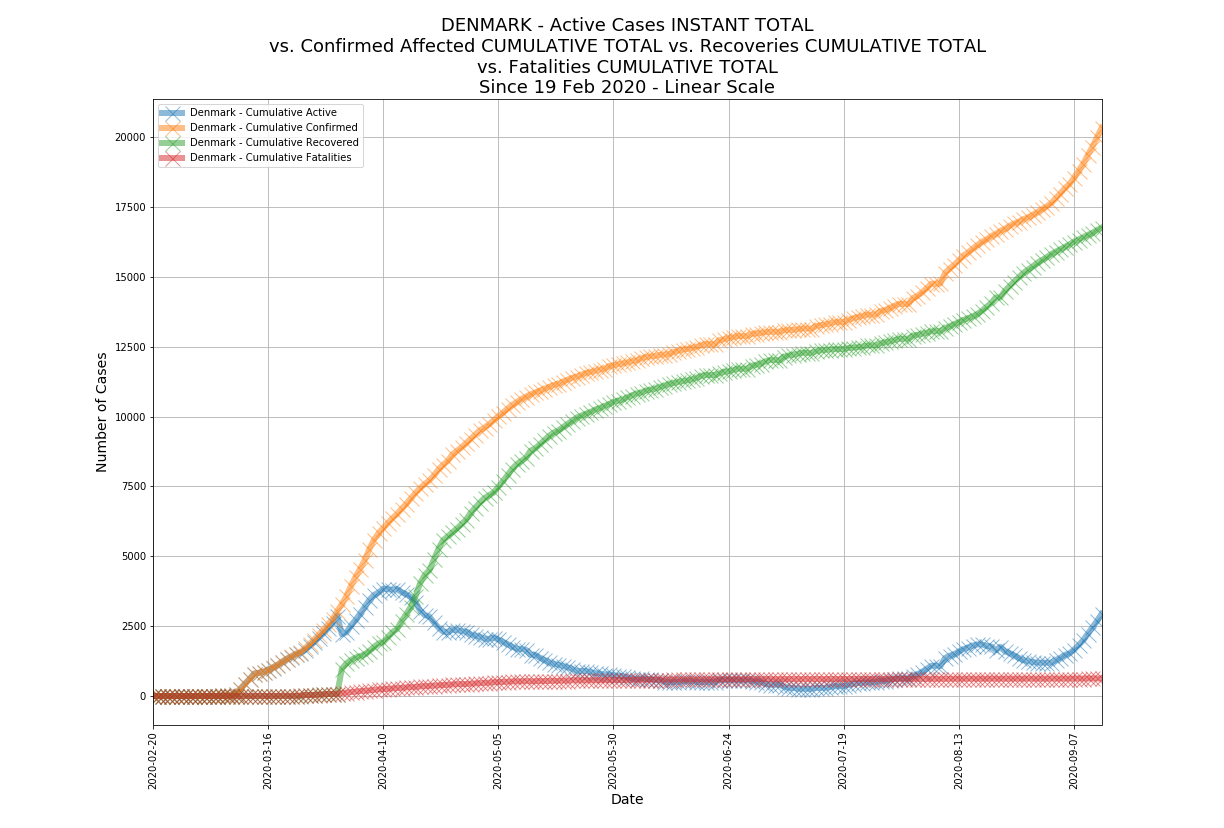 DENMARK - Active Cases INSTANT TOTAL
vs. Confirmed Affected CUMULATIVE TOTAL vs. Recoveries CUMULATIVE TOTAL
vs. Fatalities CUMULATIVE TOTAL
Since 19 Feb 2020 - Linear Scale
Denmark - Cumulative Active
Denmark - Cumulative Confirmed
Denmark - Cumulative Recovered
Denmark - Cumulative Fatalities
Number of Cases
20000
17500
15000
12500
10000
7500
5000
2500
0
2020-02-20
2020-03-16
2020-04-10
2020-05-05
2020-05-30
2020-06-24
2020-07-19
2020-08-13
2020-09-07
Date